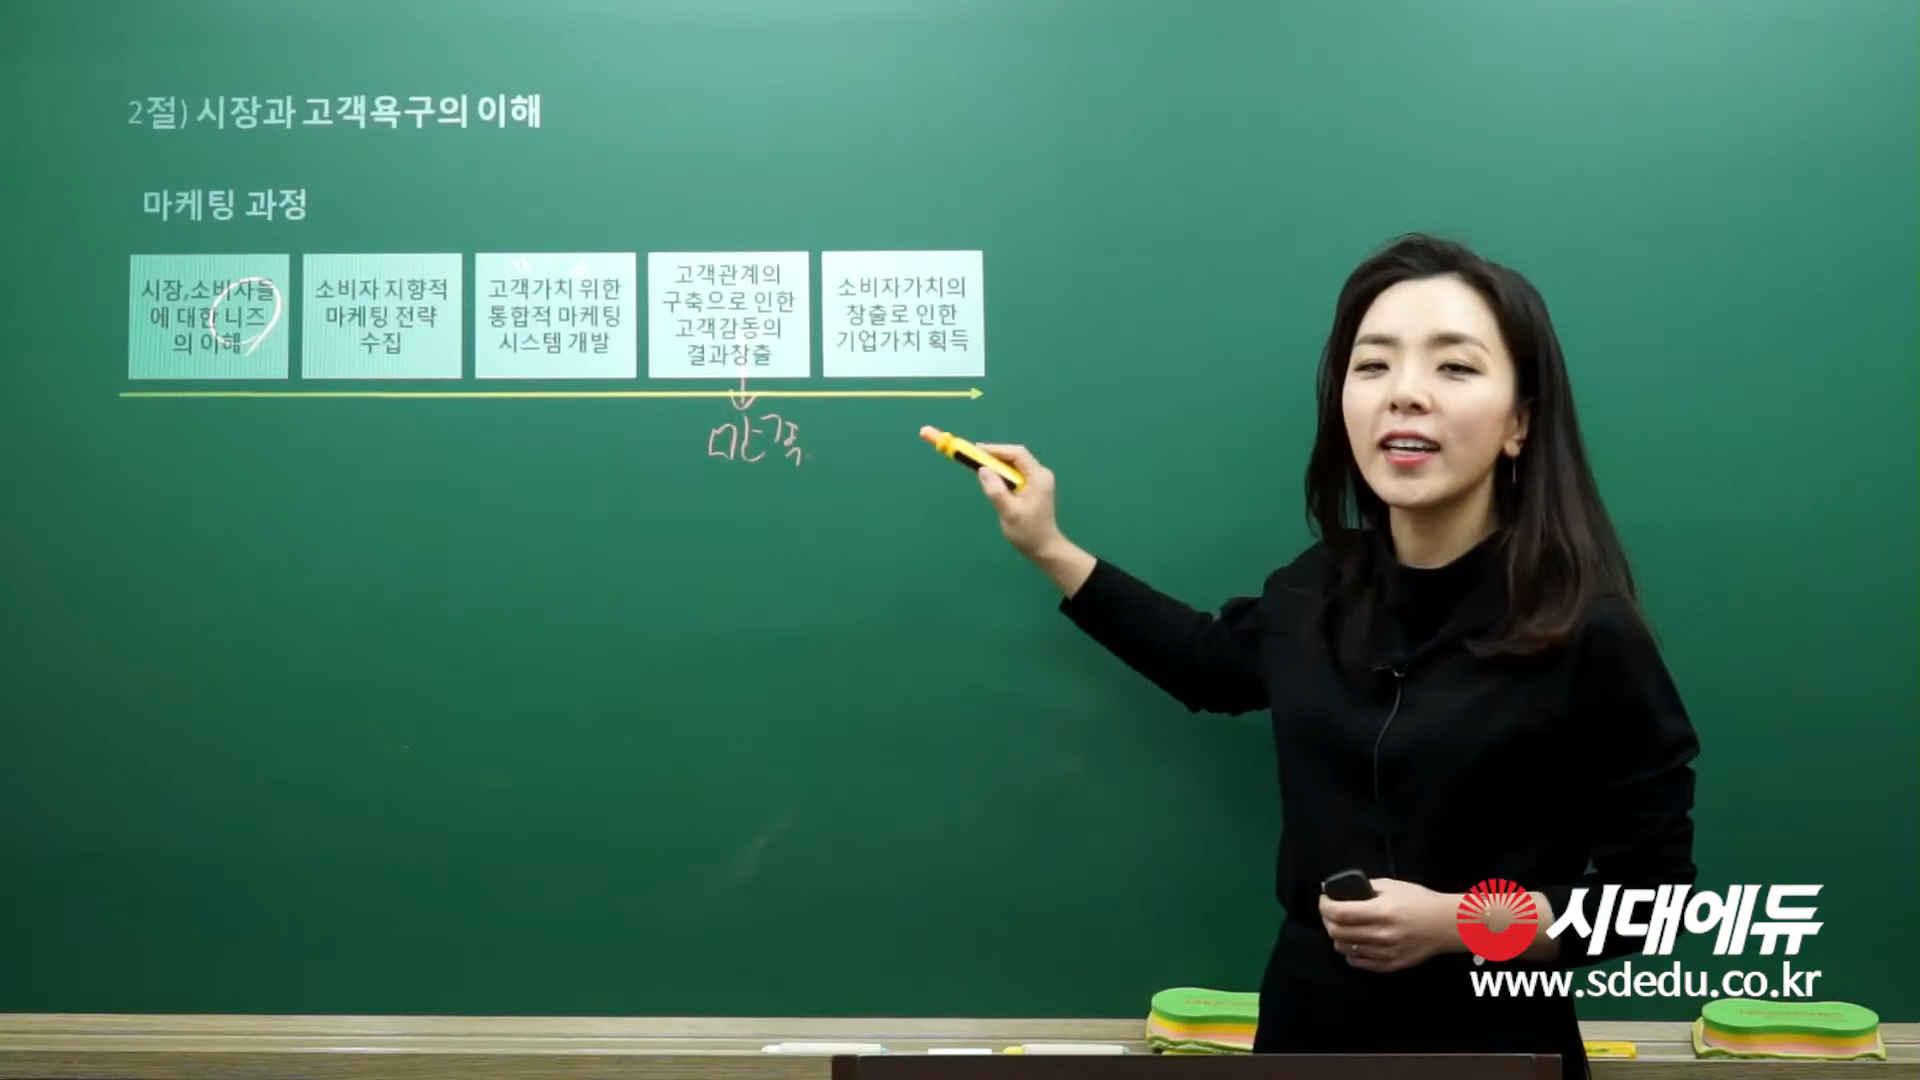 2절) 시장과 고객욕구의 이해
마케팅 과정
시장,소비자들
에 대한 니즈
의 이해
소비자 지향적
마케팅 전략
수집
고객가치 위한
통합적 마케팅
시스템 개발
고객관계의
구축으로 인한
고객감동의
결과창출
소비자가치의
창출로 인한
기업가치 획득
만족.
시대에듀
www.sdedu.co.kr